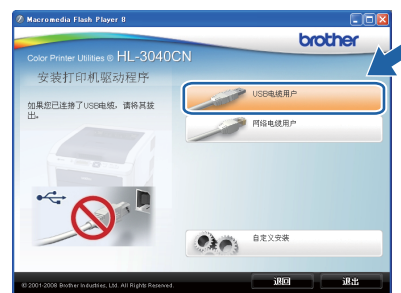 Macromedia Flash Player 8
brother
Color Printer Utilities © HL-3040CN
安装打印机驱动程序
如果您已连接了USB电缆，请将其拔
出。
USB电缆用户
网络电缆用户
自定义安装
© 2001-2008 Brother Industries, Ltd. All Rights Reserved.
退回
退出